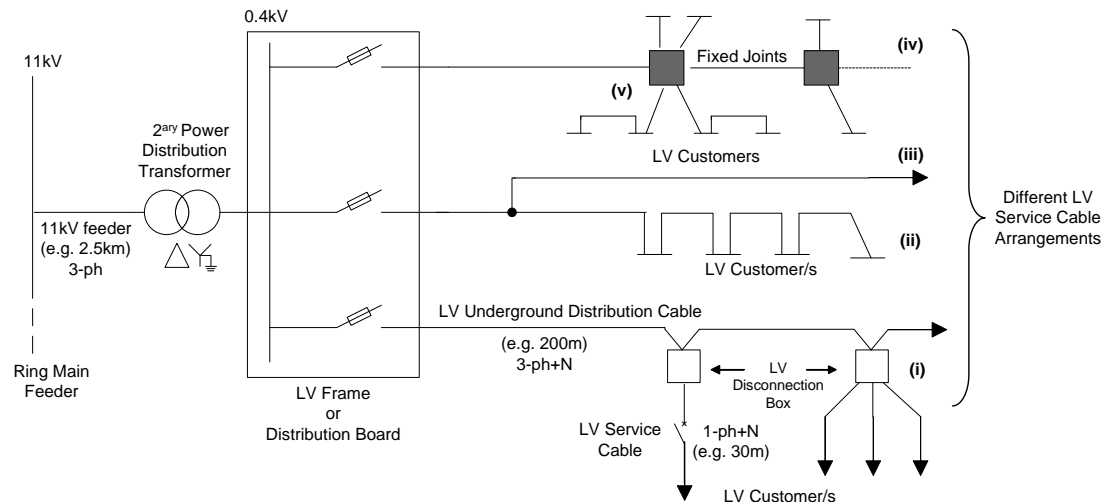 0.4kV
11kV
2ary Power
Distribution
Transformer
11kV feeder
(e.g. 2.5km)
3-ph
Ring Main
Feeder
LV Frame
or
Distribution Board
Fixed Joints
(iv)
(v)
LV Customers
(iii)
(ii)
LV Customer/s
LV Underground Distribution Cable
(e.g. 200m)
3-ph+N
LV
Disconnection
Box
(i)
LV Service
Cable
1-ph+N
(e.g. 30m)
LV Customer/s
Different LV
Service Cable
Arrangements